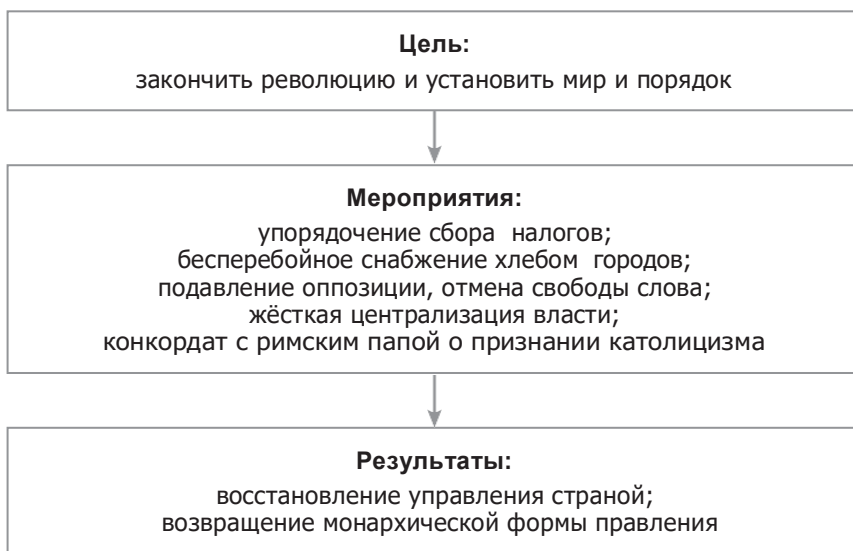 Цель:
закончить революцию и установить мир и порядок
Мероприятия:
упорядочение сбора налогов;
бесперебойное снабжение хлебом городов;
подавление оппозиции, отмена свободы слова;
жёсткая централизация власти;
конкордат с римским папой о признании католицизма
Результаты:
восстановление управления страной;
возвращение монархической формы правления